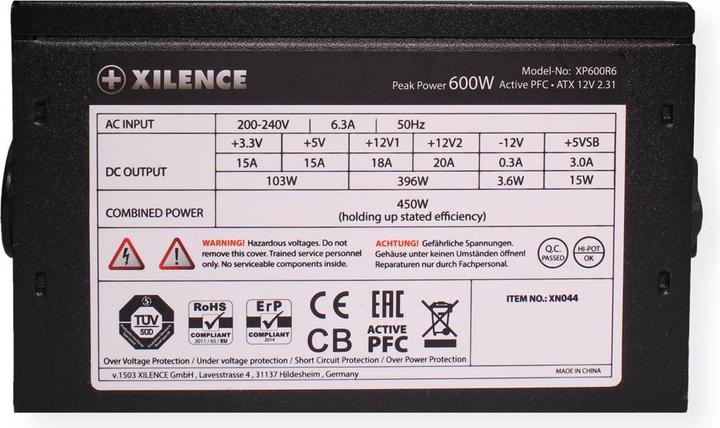 XILENCE
Model-No: XP600R6
Peak Power 600W Active PFC • ATX 12V 2.31
AC INPUT 200-240V | 6.3A | 50Hz
DC OUTPUT
+3.3V +5V +12V1 +12V2 -12V +5VSB
15A 15A 18A 20A 0.3A 3.0A
103W 396W 3.6W 15W
COMBINED POWER
450W
(holding up stated efficiency)
WARNING! Hazardous voltages. Do not
remove this cover. Trained service personnel
only. No serviceable components inside.
ACHTUNG! Gefährliche Spannungen.
Gehäuse unter keinen Umständen öffnen!
Reparaturen nur durch Fachpersonal.
Q.C.
PASSED
HI-POT
OK
TÜV
SÜD
RoHS
COMPLIANT
2011 / 65 / EU
ErP
COMPLIANT
2014
CE
CB
EAC
ACTIVE
PFC
ITEM NO.: XN044
Over Voltage Protection / Under voltage protection / Short Circuit Protection / Over Power Protection
v.1503 XILENCE GmbH , Lavesstrasse 4 , 31137 Hildesheim , Germany
MADE IN CHINA